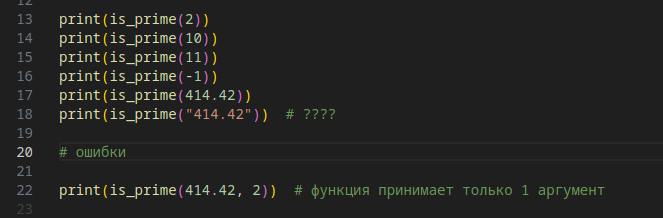 12
13 print(is_prime(2))
14 print(is_prime(10))
15 print(is_prime(11))
16 print(is_prime(-1))
17 print(is_prime(414.42))
18 print(is_prime("414.42"))  # ????
19
20 # ошибки
21
22 print(is_prime(414.42, 2))  # функция принимает только 1 аргумент
23